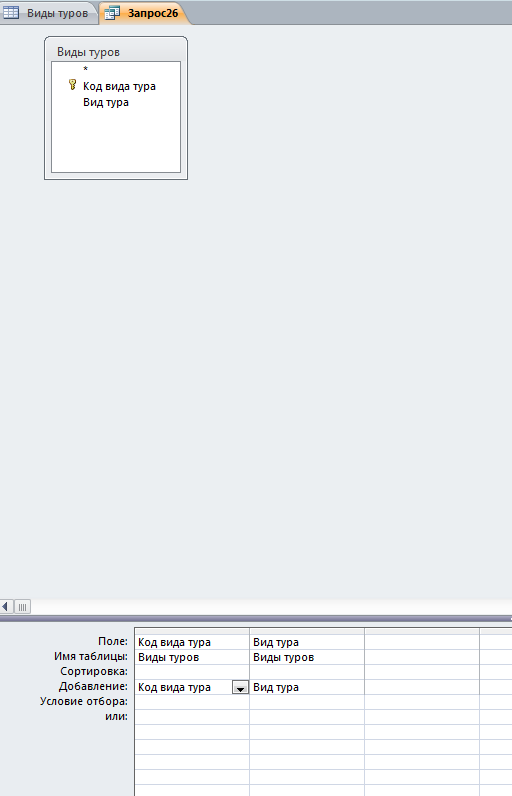 Виды туров Запрос26
Виды туров
*
Код вида тура
Вид тура
Поле: Код вида тура Вид тура
Имя таблицы: Виды туров Виды туров
Сортировка:
Добавление: Код вида тура Вид тура
Условие отбора:
или: